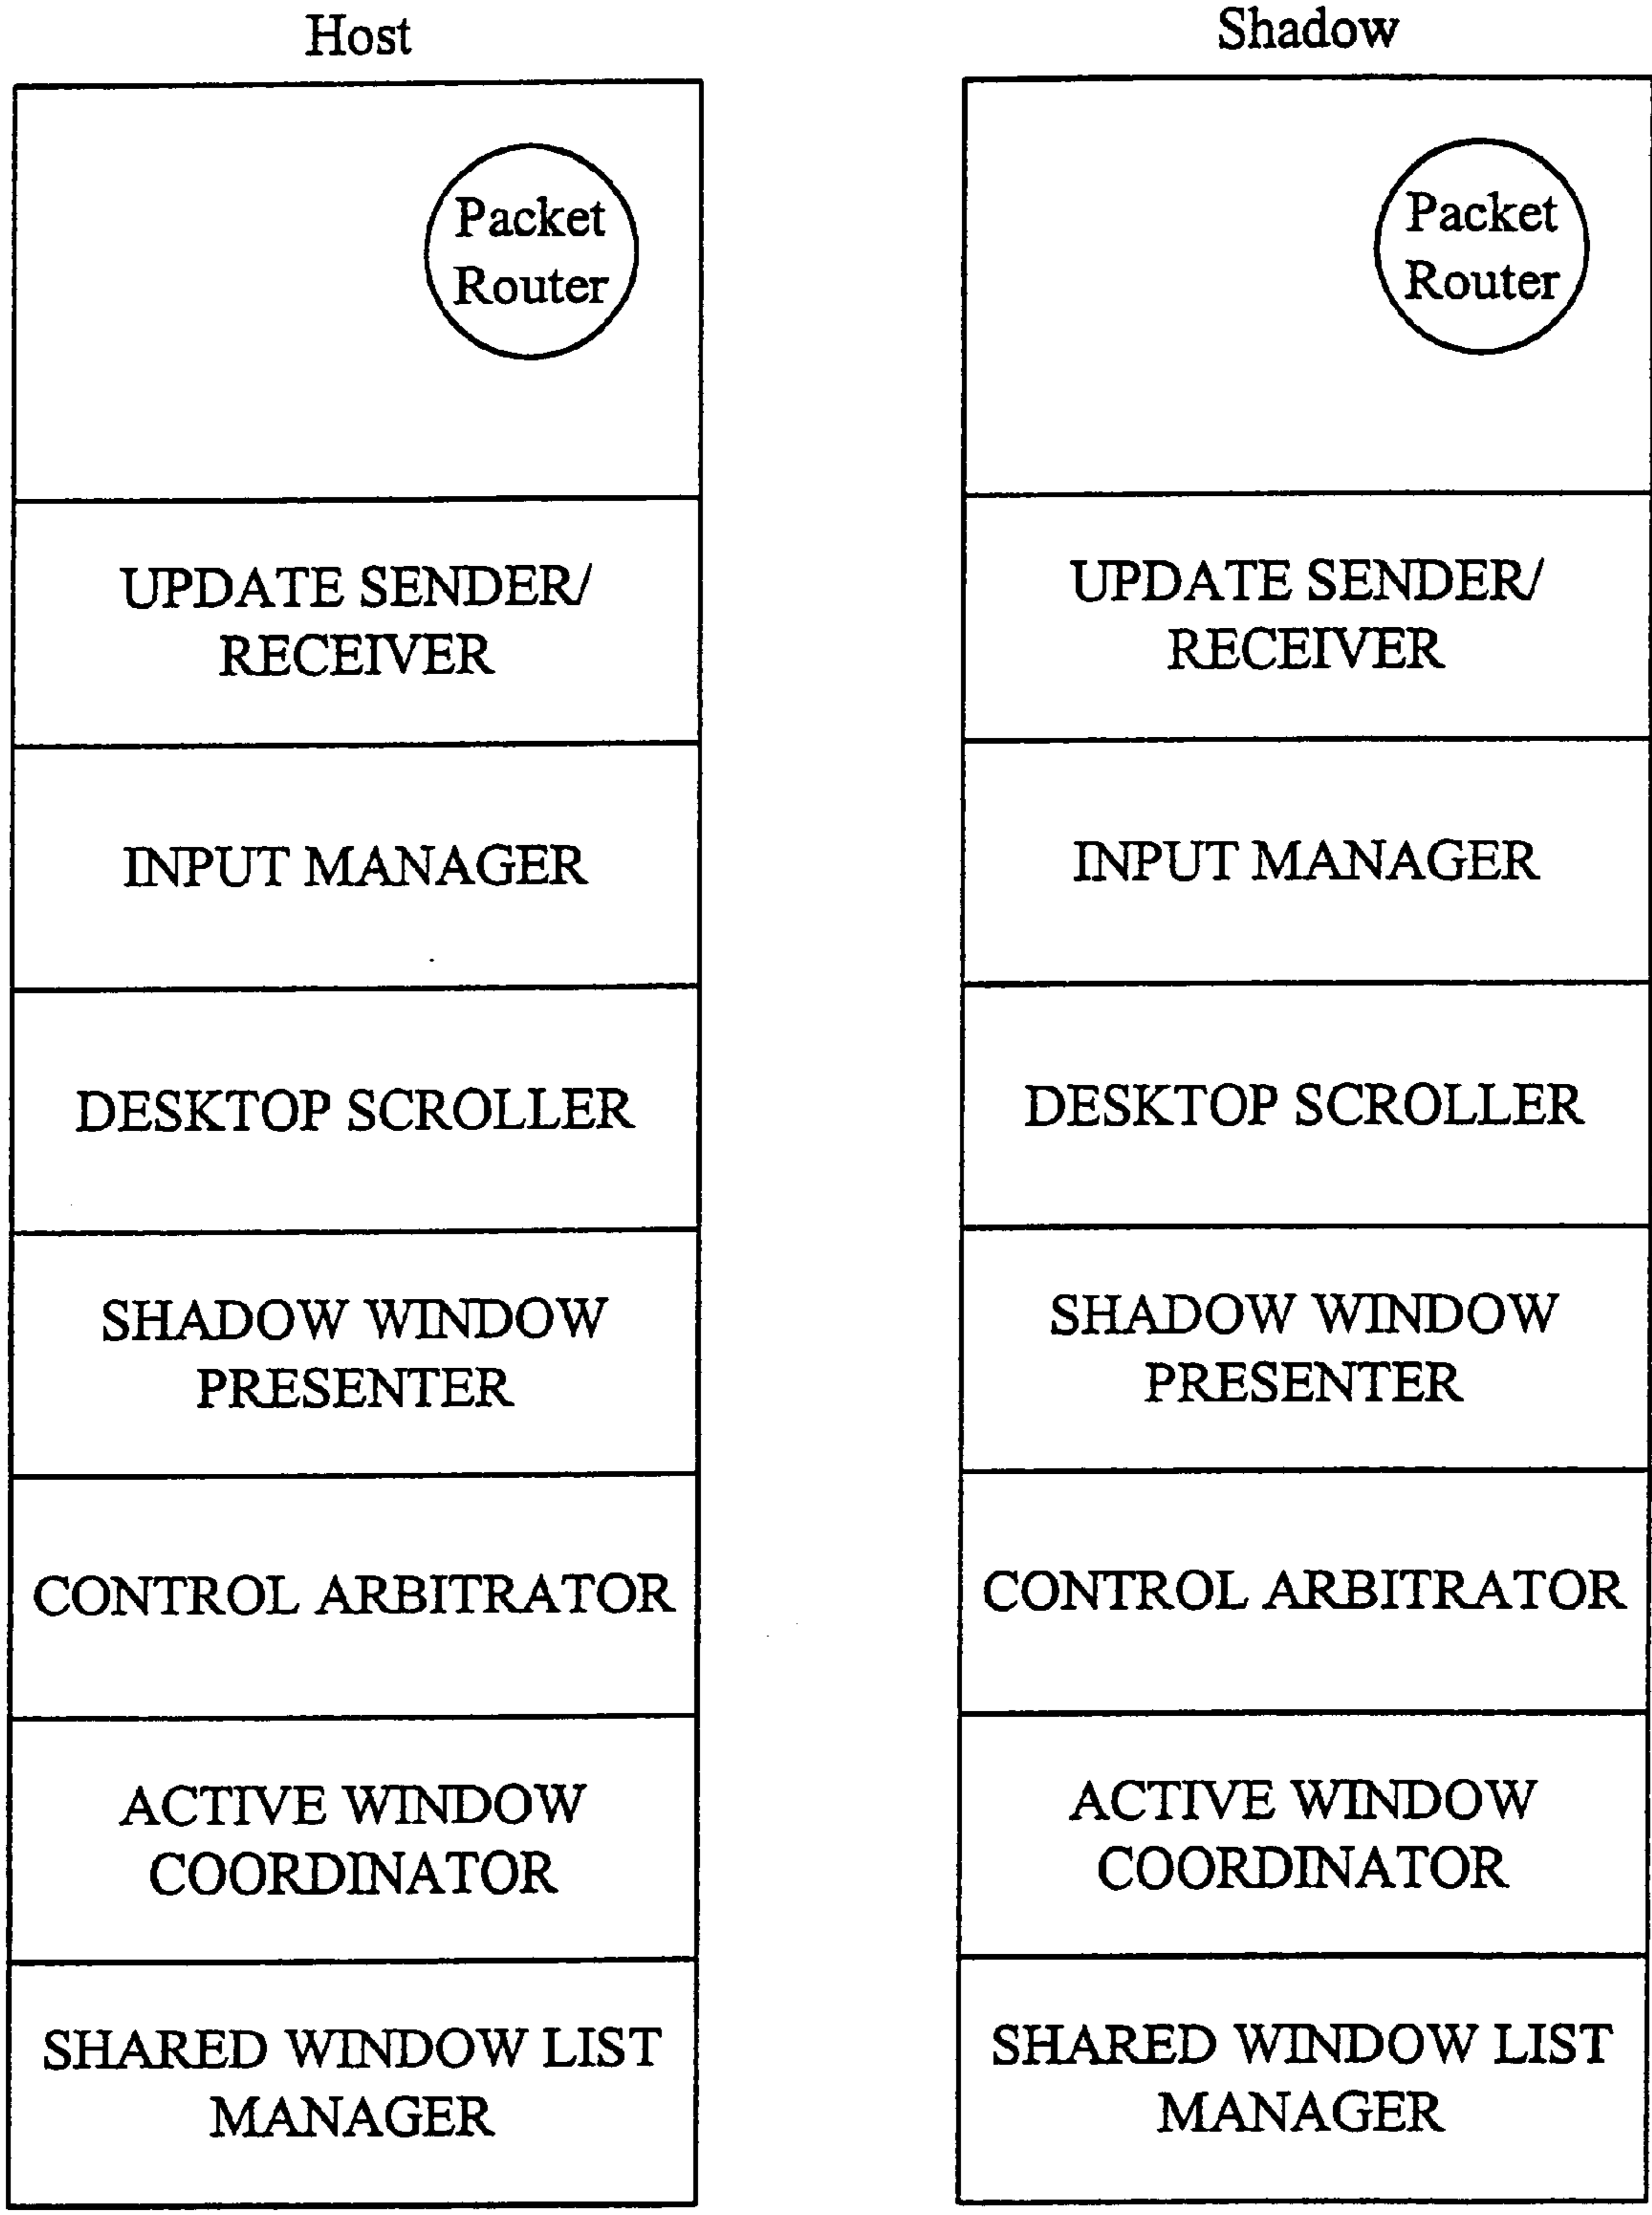 Host
Packet
Router
UPDATE SENDER/
RECEIVER
INPUT MANAGER
DESKTOP SCROLLER
SHADOW WINDOW
PRESENTER
CONTROL ARBITRATOR
ACTIVE WINDOW
COORDINATOR
SHARED WINDOW LIST
MANAGER
Shadow
Packet
Router
UPDATE SENDER/
RECEIVER
INPUT MANAGER
DESKTOP SCROLLER
SHADOW WINDOW
PRESENTER
CONTROL ARBITRATOR
ACTIVE WINDOW
COORDINATOR
SHARED WINDOW LIST
MANAGER